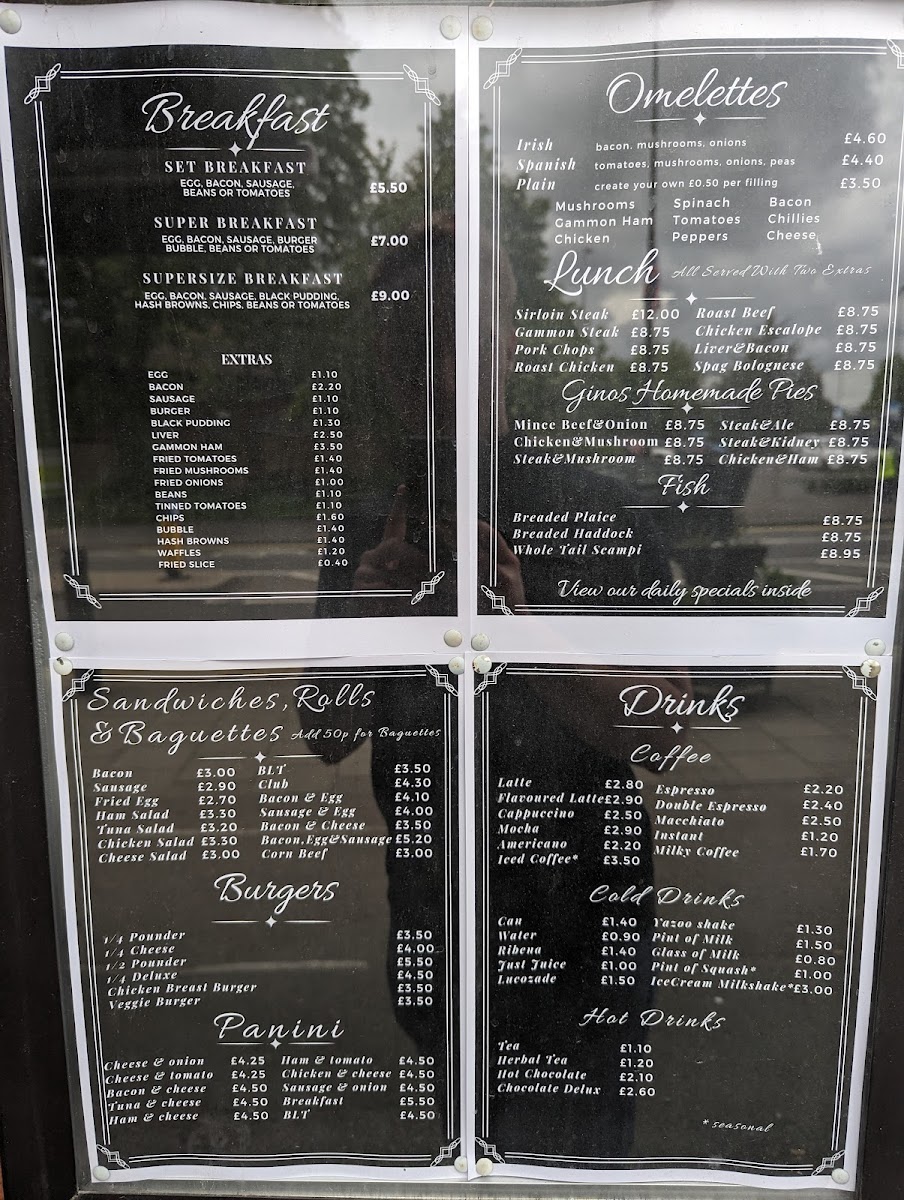 Breakfast
SET BREAKFAST
EGG, BACON, SAUSAGE,
BEANS OR TOMATOES £5.50
SUPER BREAKFAST
EGG, BACON, SAUSAGE, BURGER
BUBBLE, BEANS OR TOMATOES £7.00
SUPERSIZE BREAKFAST
EGG, BACON, SAUSAGE, BLACK PUDDING, £9.00
HASH BROWNS, CHIPS, BEANS OR TOMATOES
EXTRAS
EGG £1.10
BACON £2.20
SAUSAGE £1.10
BURGER £1.10
BLACK PUDDING £1.30
LIVER £2.50
GAMMON HAM £3.50
FRIED TOMATOES £1.40
FRIED MUSHROOMS £1.40
FRIED ONIONS £1.00
BEANS £1.10
TINNED TOMATOES £1.10
CHIPS £1.60
BUBBLE £1.40
HASH BROWNS £1.40
WAFFLES £1.20
FRIED SLICE £0.40
Omelettes
Irish bacon, mushrooms, onions £4.60
Spanish tomatoes, mushrooms, onions, peas £4.40
Plain create your own £0.50 per filling £3.50
Mushrooms Spinach Bacon
Gammon Ham Tomatoes Chillies
Chicken Peppers Cheese
Lunch All Served With Two Extras
Sirloin Steak £12.00 Roast Beef £8.75
Gammon Steak £8.75 Chicken Escalope £8.75
Pork Chops £8.75 Liver&Bacon £8.75
Roast Chicken £8.75 Spag Bolognese £8.75
Ginos Homemade Pies
Mince Beef&Onion £8.75 Steak&Ale £8.75
Chicken&Mushroom £8.75 Steak&Kidney £8.75
Steak&Mushroom £8.75 Chicken&Ham £8.75
Fish
Breaded Plaice £8.75
Breaded Haddock £8.75
Whole Tail Scampi £8.95
View our daily specials inside
Sandwiches, Rolls
& Baguettes Add 50p for Baguettes
Bacon £3.00 BLT £3.50
Sausage £2.90 Club £4.30
Fried Egg £2.70 Bacon & Egg £4.10
Ham Salad £3.30 Sausage & Egg £4.00
Tuna Salad £3.20 Bacon & Cheese £3.50
Chicken Salad £3.30 Bacon,Egg&Sausage £5.20
Cheese Salad £3.00 Corn Beef £3.00
Burgers
1/4 Pounder £3.50
1/4 Cheese £4.00
1/2 Pounder £5.50
1/4 Deluxe £4.50
Chicken Breast Burger £3.50
Veggie Burger £3.50
Panini
Cheese & onion £4.25 Ham & tomato £4.50
Cheese & tomato £4.25 Chicken & cheese £4.50
Bacon & cheese £4.50 Sausage & onion £4.50
Tuna & cheese £4.50 Breakfast £5.50
Ham & cheese £4.50 BLT £4.50
Drinks
Coffee
Latte £2.80 Espresso £2.20
Flavoured Latte £2.90 Double Espresso £2.40
Cappuccino £2.50 Macchiato £2.50
Mocha £2.90 Instant £1.20
Americano £2.20 Milky Coffee £1.70
Iced Coffee* £3.50
Cold Drinks
Can £1.40 Yazoo shake £1.30
Water £0.90 Pint of Milk £1.50
Ribena £1.40 Glass of Milk £0.80
Just Juice £1.00 Pint of Squash* £1.00
Lucozade £1.50 IceCream Milkshake* £3.00
Hot Drinks
Tea £1.10
Herbal Tea £1.20
Hot Chocolate £2.10
Chocolate Delux £2.60
* seasonal